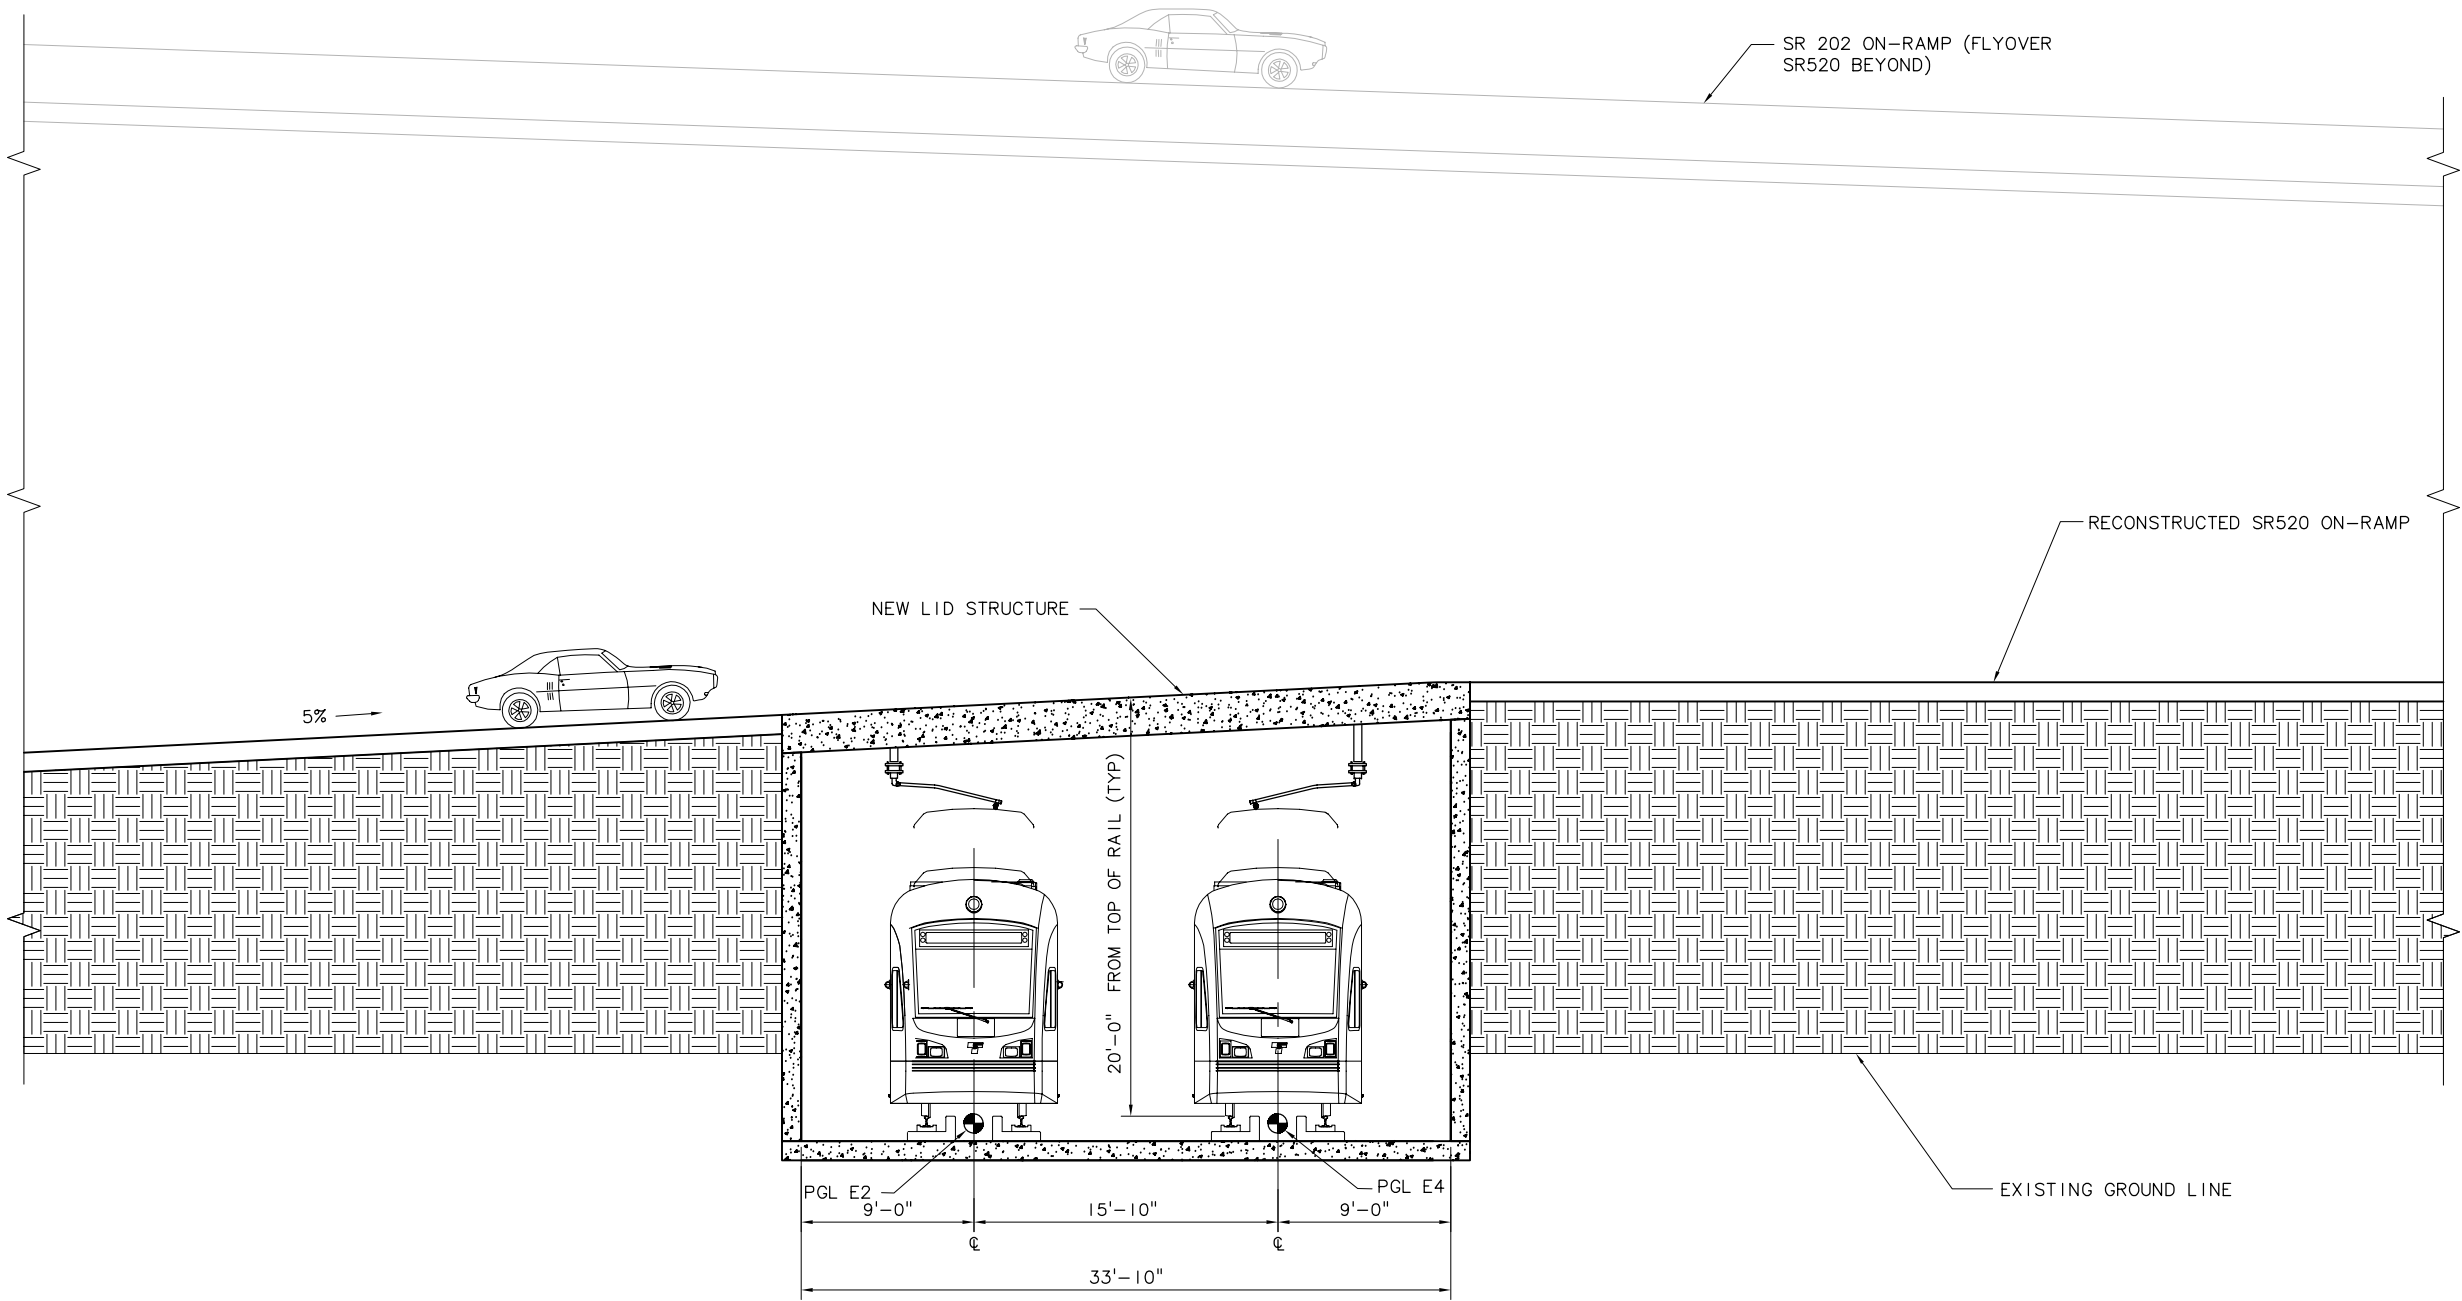 SR 202 ON-RAMP (FLYOVER
SR520 BEYOND)
RECONSTRUCTED SR520 ON-RAMP
NEW LID STRUCTURE
5%
20'-0" FROM TOP OF RAIL (TYP)
PGL E2
PGL E4
EXISTING GROUND LINE
9'-0"
15'-10"
9'-0"
℄
℄
33'-10"